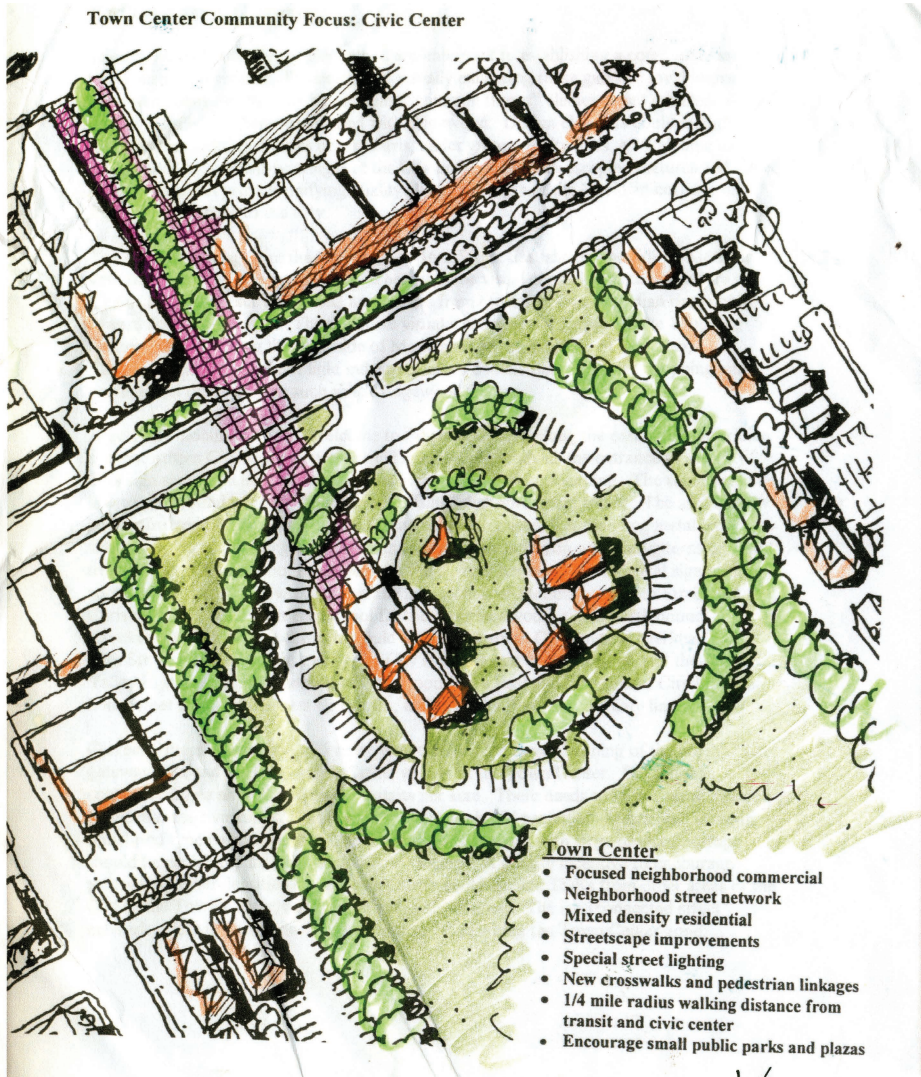 Town Center Community Focus: Civic Center
Town Center
• Focused neighborhood commercial
• Neighborhood street network
• Mixed density residential
• Streetscape improvements
• Special street lighting
• New crosswalks and pedestrian linkages
• 1/4 mile radius walking distance from
transit and civic center
• Encourage small public parks and plazas